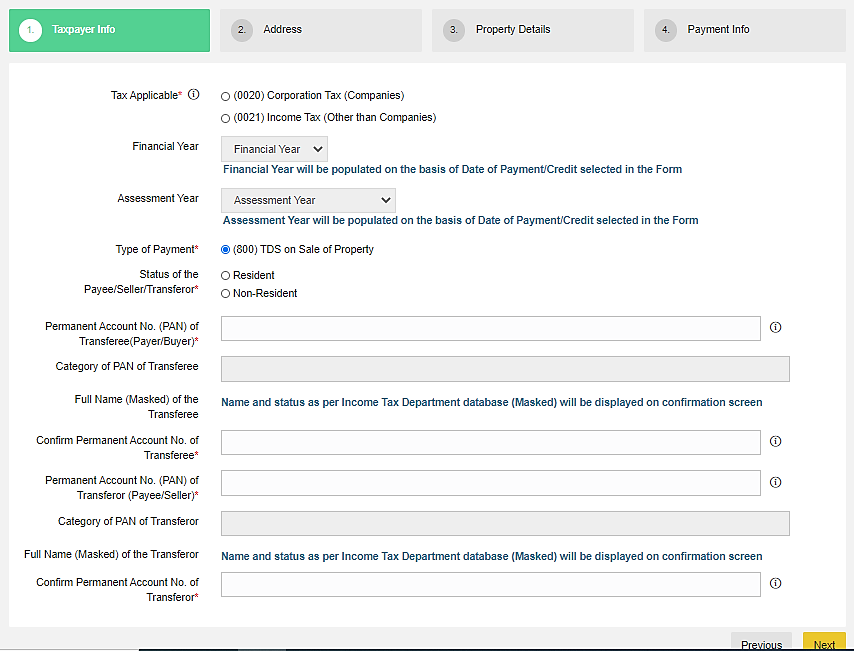 1. Taxpayer Info
2. Address
3. Property Details
4. Payment Info
Tax Applicable*
(0020) Corporation Tax (Companies)
(0021) Income Tax (Other than Companies)
Financial Year
Financial Year
Financial Year will be populated on the basis of Date of Payment/Credit selected in the Form
Assessment Year
Assessment Year
Assessment Year will be populated on the basis of Date of Payment/Credit selected in the Form
Type of Payment*
(800) TDS on Sale of Property
Status of the
Payee/Seller/Transferor*
Resident
Non-Resident
Permanent Account No. (PAN) of
Transferee(Payer/Buyer)*
Category of PAN of Transferee
Full Name (Masked) of the
Transferee
Name and status as per Income Tax Department database (Masked) will be displayed on confirmation screen
Confirm Permanent Account No. of
Transferee*
Permanent Account No. (PAN) of
Transferor (Payee/Seller)*
Category of PAN of Transferor
Full Name (Masked) of the Transferor
Name and status as per Income Tax Department database (Masked) will be displayed on confirmation screen
Confirm Permanent Account No. of
Transferor*
Previous
Next